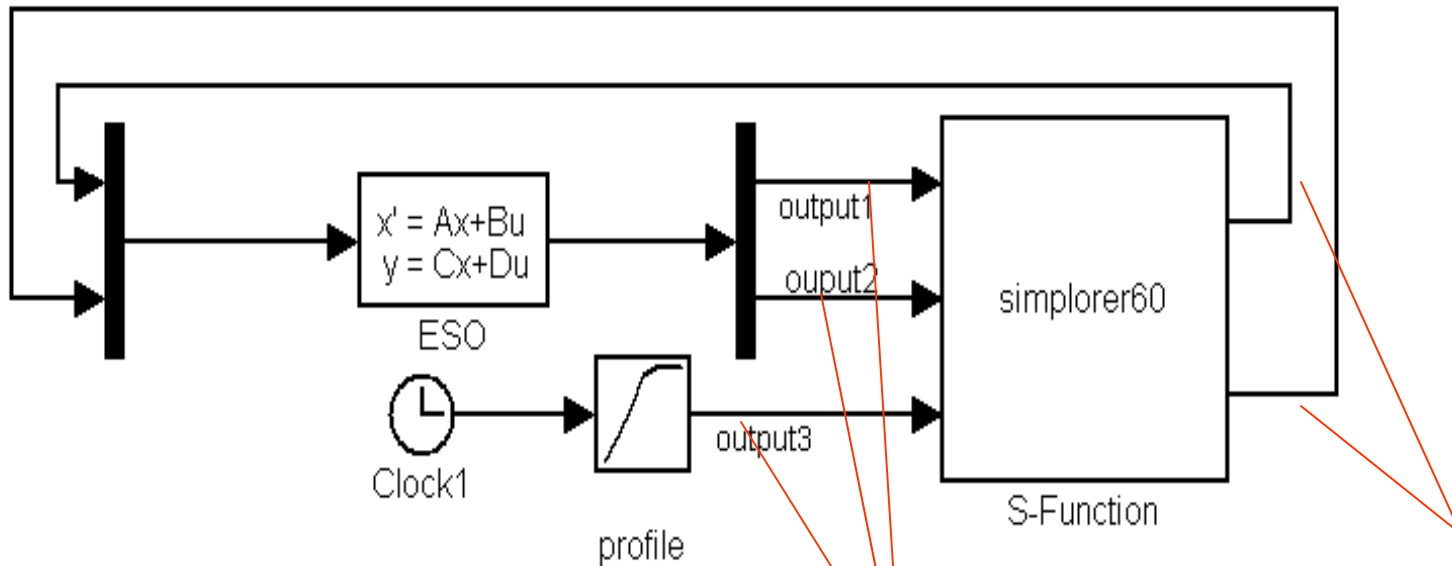 output1
x' = Ax+Bu
y = Cx+Du
ouput2
simplorer60
ESO
output3
Clock1
S-Function
profile